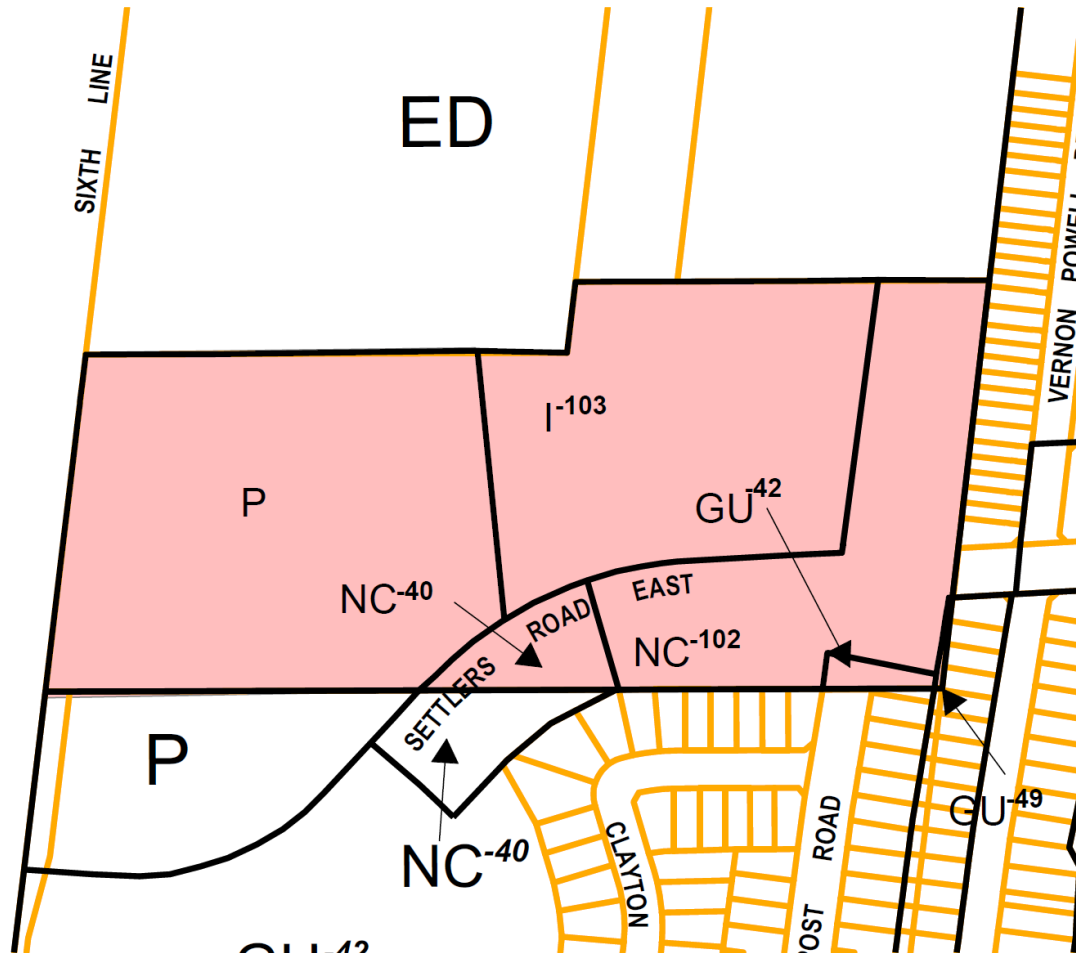 SIXTH LINE
ED
VERNON POWELL
I-103
P
GU-42
NC-40
SETTLERS ROAD EAST
NC-102
P
GU-49
NC-40
CLAYTON
POST ROAD